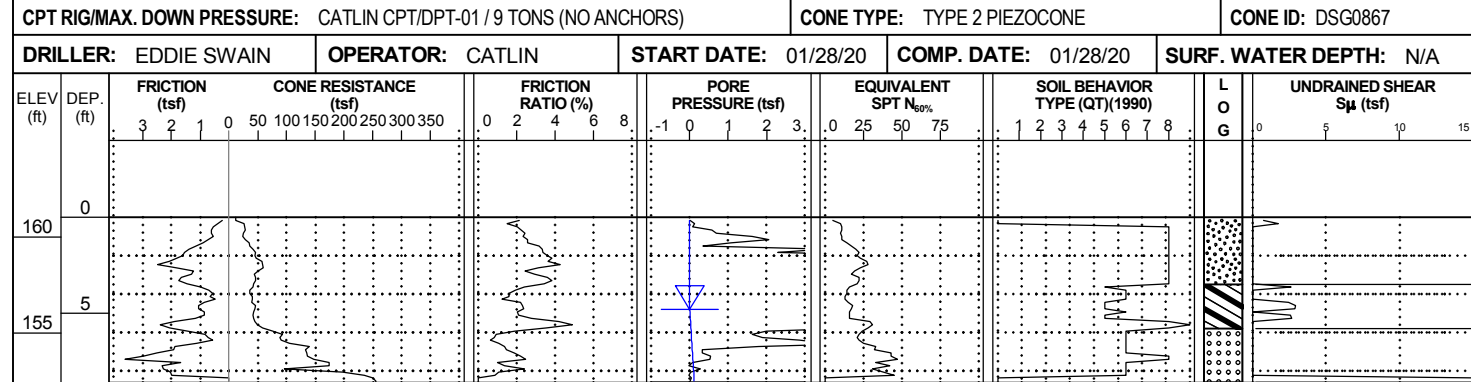 CPT RIG/MAX. DOWN PRESSURE: CATLIN CPT/DPT-01 / 9 TONS (NO ANCHORS) CONE TYPE: TYPE 2 PIEZOCONE CONE ID: DSG0867
DRILLER: EDDIE SWAIN OPERATOR: CATLIN START DATE: 01/28/20 COMP. DATE: 01/28/20 SURF. WATER DEPTH: N/A
ELEV (ft)
DEP. (ft)
FRICTION
(tsf)
3 2 1 0
CONE RESISTANCE
(tsf)
50 100 150 200 250 300 350
FRICTION
RATIO (%)
0 2 4 6 8
PORE
PRESSURE (tsf)
-1 0 1 2 3
EQUIVALENT
SPT N60%
0 25 50 75
SOIL BEHAVIOR
TYPE (QT)(1990)
1 2 3 4 5 6 7 8
L
O
G
UNDRAINED SHEAR
Sμ (tsf)
0 5 10 15
0
160
5
155